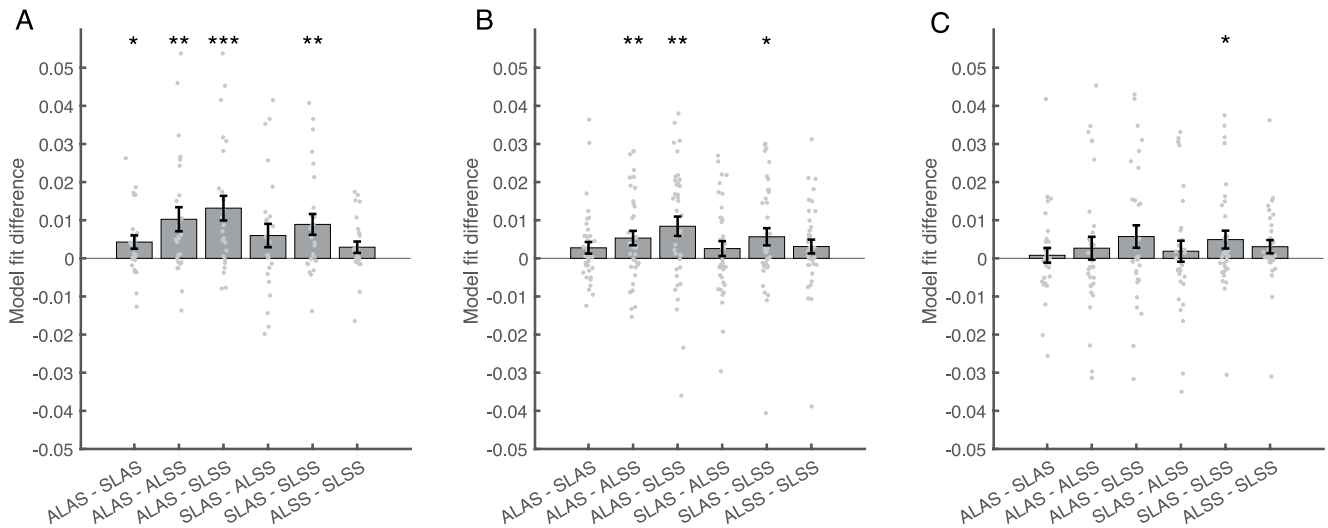 A
* ** *** **
Model fit difference
0.05
0.04
0.03
0.02
0.01
0
-0.01
-0.02
-0.03
-0.04
-0.05
ALAS - SLAS
ALAS - ALSS
ALAS - SLSS
SLAS - ALSS
SLAS - SLSS
ALSS - SLSS
B
** ** *
Model fit difference
0.05
0.04
0.03
0.02
0.01
0
-0.01
-0.02
-0.03
-0.04
-0.05
ALAS - SLAS
ALAS - ALSS
ALAS - SLSS
SLAS - ALSS
SLAS - SLSS
ALSS - SLSS
C
*
Model fit difference
0.05
0.04
0.03
0.02
0.01
0
-0.01
-0.02
-0.03
-0.04
-0.05
ALAS - SLAS
ALAS - ALSS
ALAS - SLSS
SLAS - ALSS
SLAS - SLSS
ALSS - SLSS